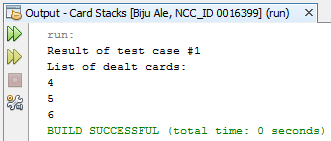 Output - Card Stacks [Biju Ale, NCC_ID 0016399] (run)
run:
Result of test case #1
List of dealt cards:
4
5
6
BUILD SUCCESSFUL (total time: 0 seconds)